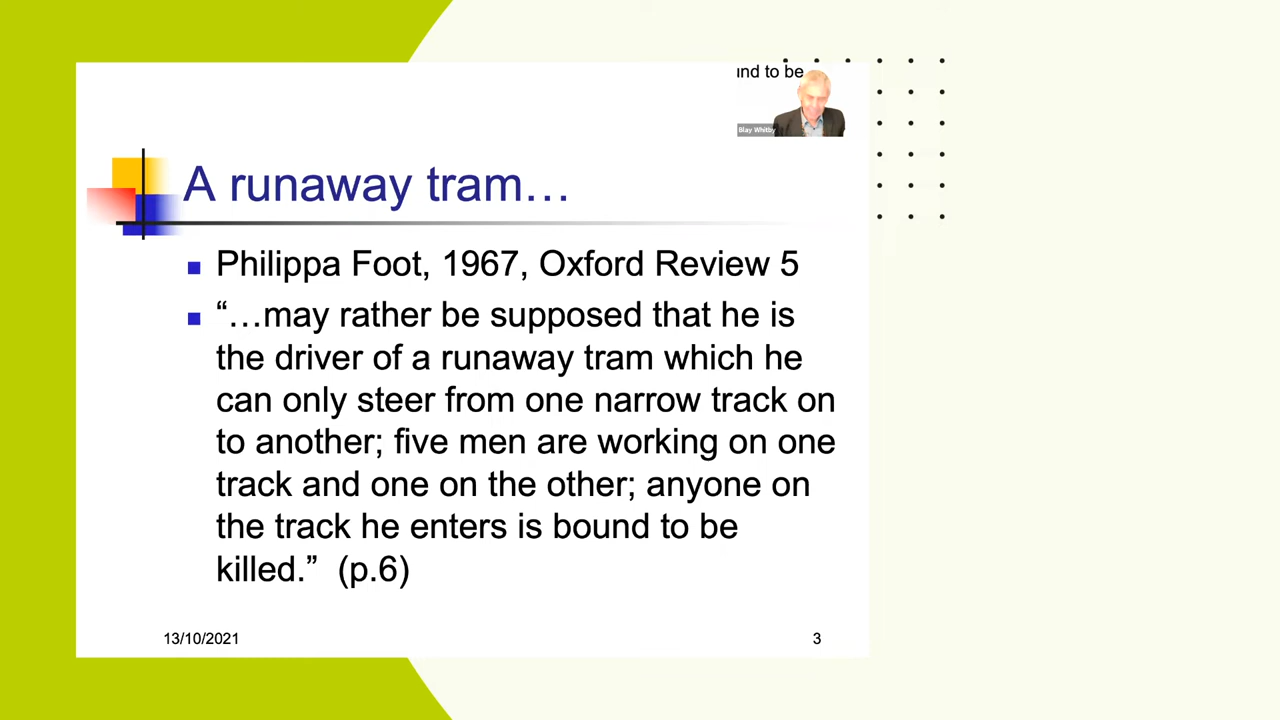 ınd to be
Blay Whitby
A runaway tram…
Philippa Foot, 1967, Oxford Review 5
“…may rather be supposed that he is
the driver of a runaway tram which he
can only steer from one narrow track on
to another; five men are working on one
track and one on the other; anyone on
the track he enters is bound to be
killed.” (p.6)
13/10/2021
3